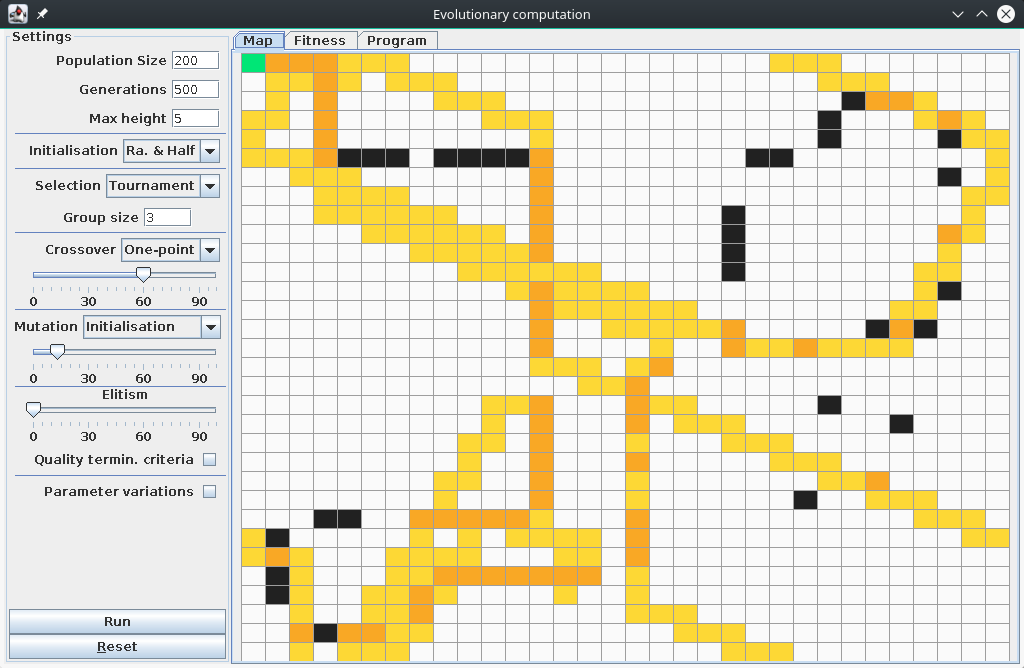 Evolutionary computation
Settings
Population Size 200
Generations 500
Max height 5
Initialisation Ra. & Half
Selection Tournament
Group size 3
Crossover One-point
0 30 60 90
Mutation Initialisation
0 30 60 90
Elitism
0 30 60 90
Quality termin. criteria
Parameter variations
Run
Reset
Map Fitness Program